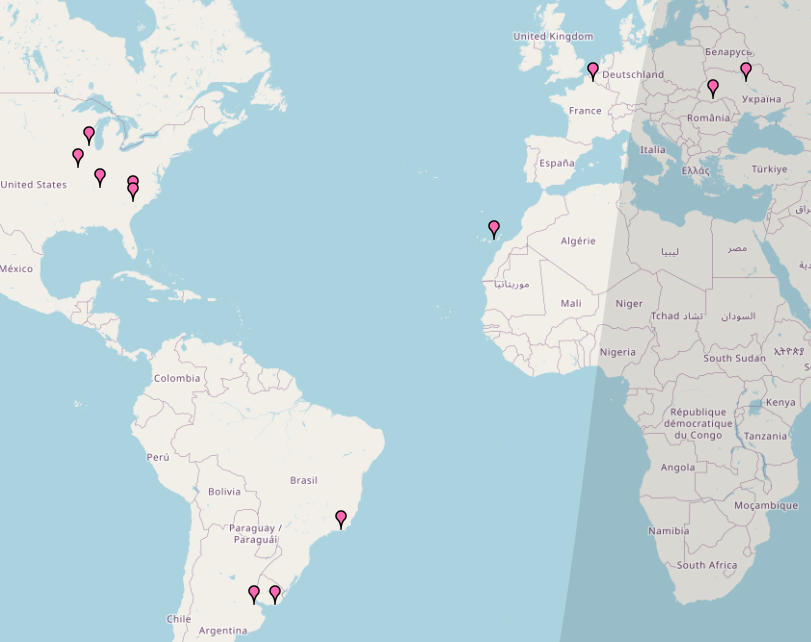 United Kingdom
Беларусь
Deutschland
Україна
France
România
Italia
España
Ελλάς
Türkiye
United States
Algérie
ليبيا
مصر
México
موريتانيا
Mali
Niger
Tchad تشاد
السودان
Nigeria
South Sudan
ኢትዮጵያ
Colombia
Kenya
République
démocratique
du Congo
Tanzania
Perú
Angola
Brasil
Bolivia
Moçambique
Paraguay /
Paraguái
Namibia
South Africa
Chile
Argentina